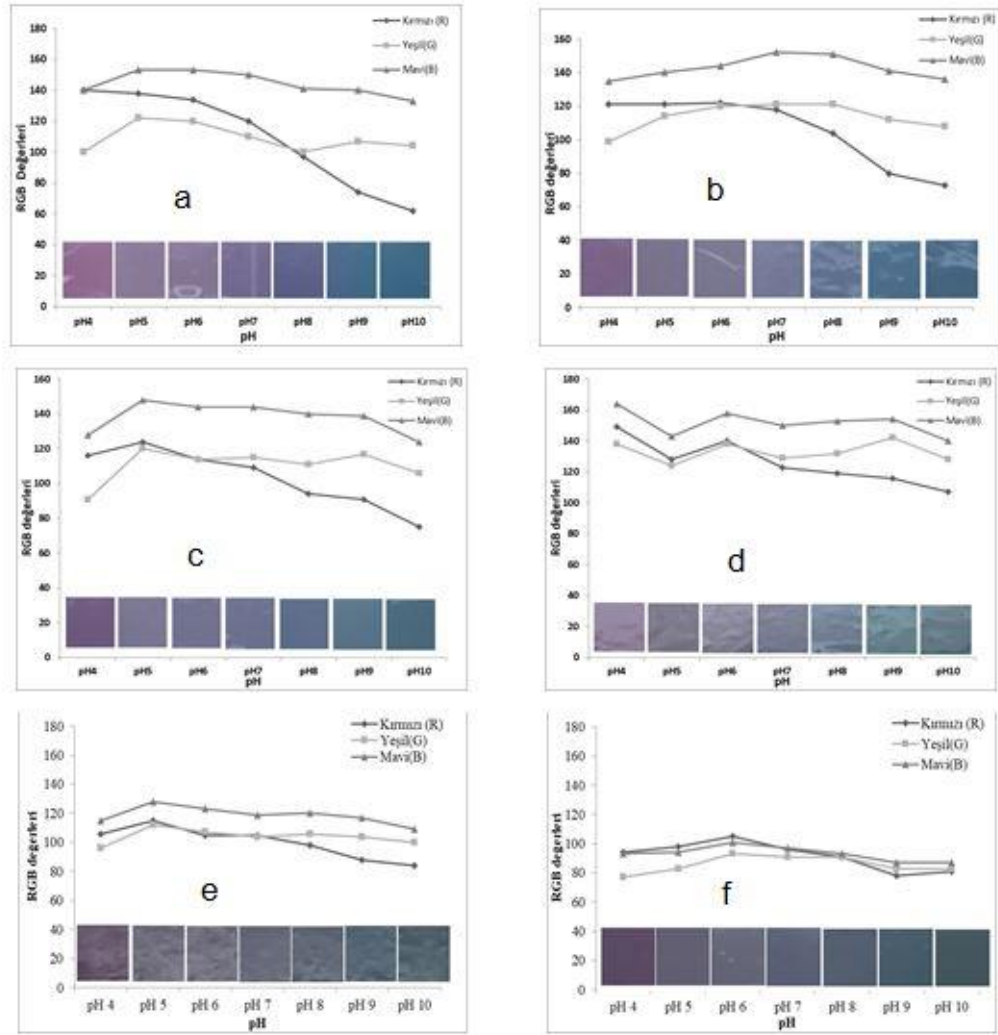 180
160
140
120
100
80
60
40
20
0
RGB Değerleri
Kırmızı (R)
Yeşil(G)
Mavi(B)
a
pH4 pH5 pH6 pH7 pH8 pH9 pH10
pH
160
140
120
100
80
60
40
20
0
RGB değerleri
Kırmızı (R)
Yeşil(G)
Mavi(B)
b
pH4 pH5 pH6 pH7 pH8 pH9 pH10
pH
160
140
120
100
80
60
40
20
0
RGB değerleri
Kırmızı (R)
Yeşil(G)
Mavi(B)
c
pH4 pH5 pH6 pH7 pH8 pH9 pH10
pH
180
160
140
120
100
80
60
40
20
0
RGB değerleri
Kırmızı (R)
Yeşil(G)
Mavi(B)
d
pH4 pH5 pH6 pH7 pH8 pH9 pH10
pH
180
160
140
120
100
80
60
40
20
0
RGB değerleri
Kırmızı (R)
Yeşil(G)
Mavi(B)
e
pH 4 pH 5 pH 6 pH 7 pH 8 pH 9 pH 10
pH
180
160
140
120
100
80
60
40
20
0
RGB değerleri
Kırmızı (R)
Yeşil(G)
Mavi(B)
f
pH 4 pH 5 pH 6 pH 7 pH 8 pH 9 pH 10
pH